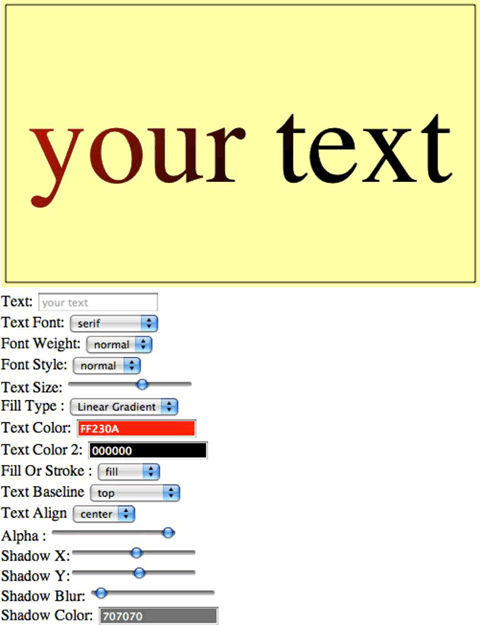 your text
Text: your text
Text Font: serif
Font Weight: normal
Font Style: normal
Text Size:
Fill Type : Linear Gradient
Text Color: FF230A
Text Color 2: 000000
Fill Or Stroke : fill
Text Baseline top
Text Align center
Alpha :
Shadow X:
Shadow Y:
Shadow Blur:
Shadow Color: 707070